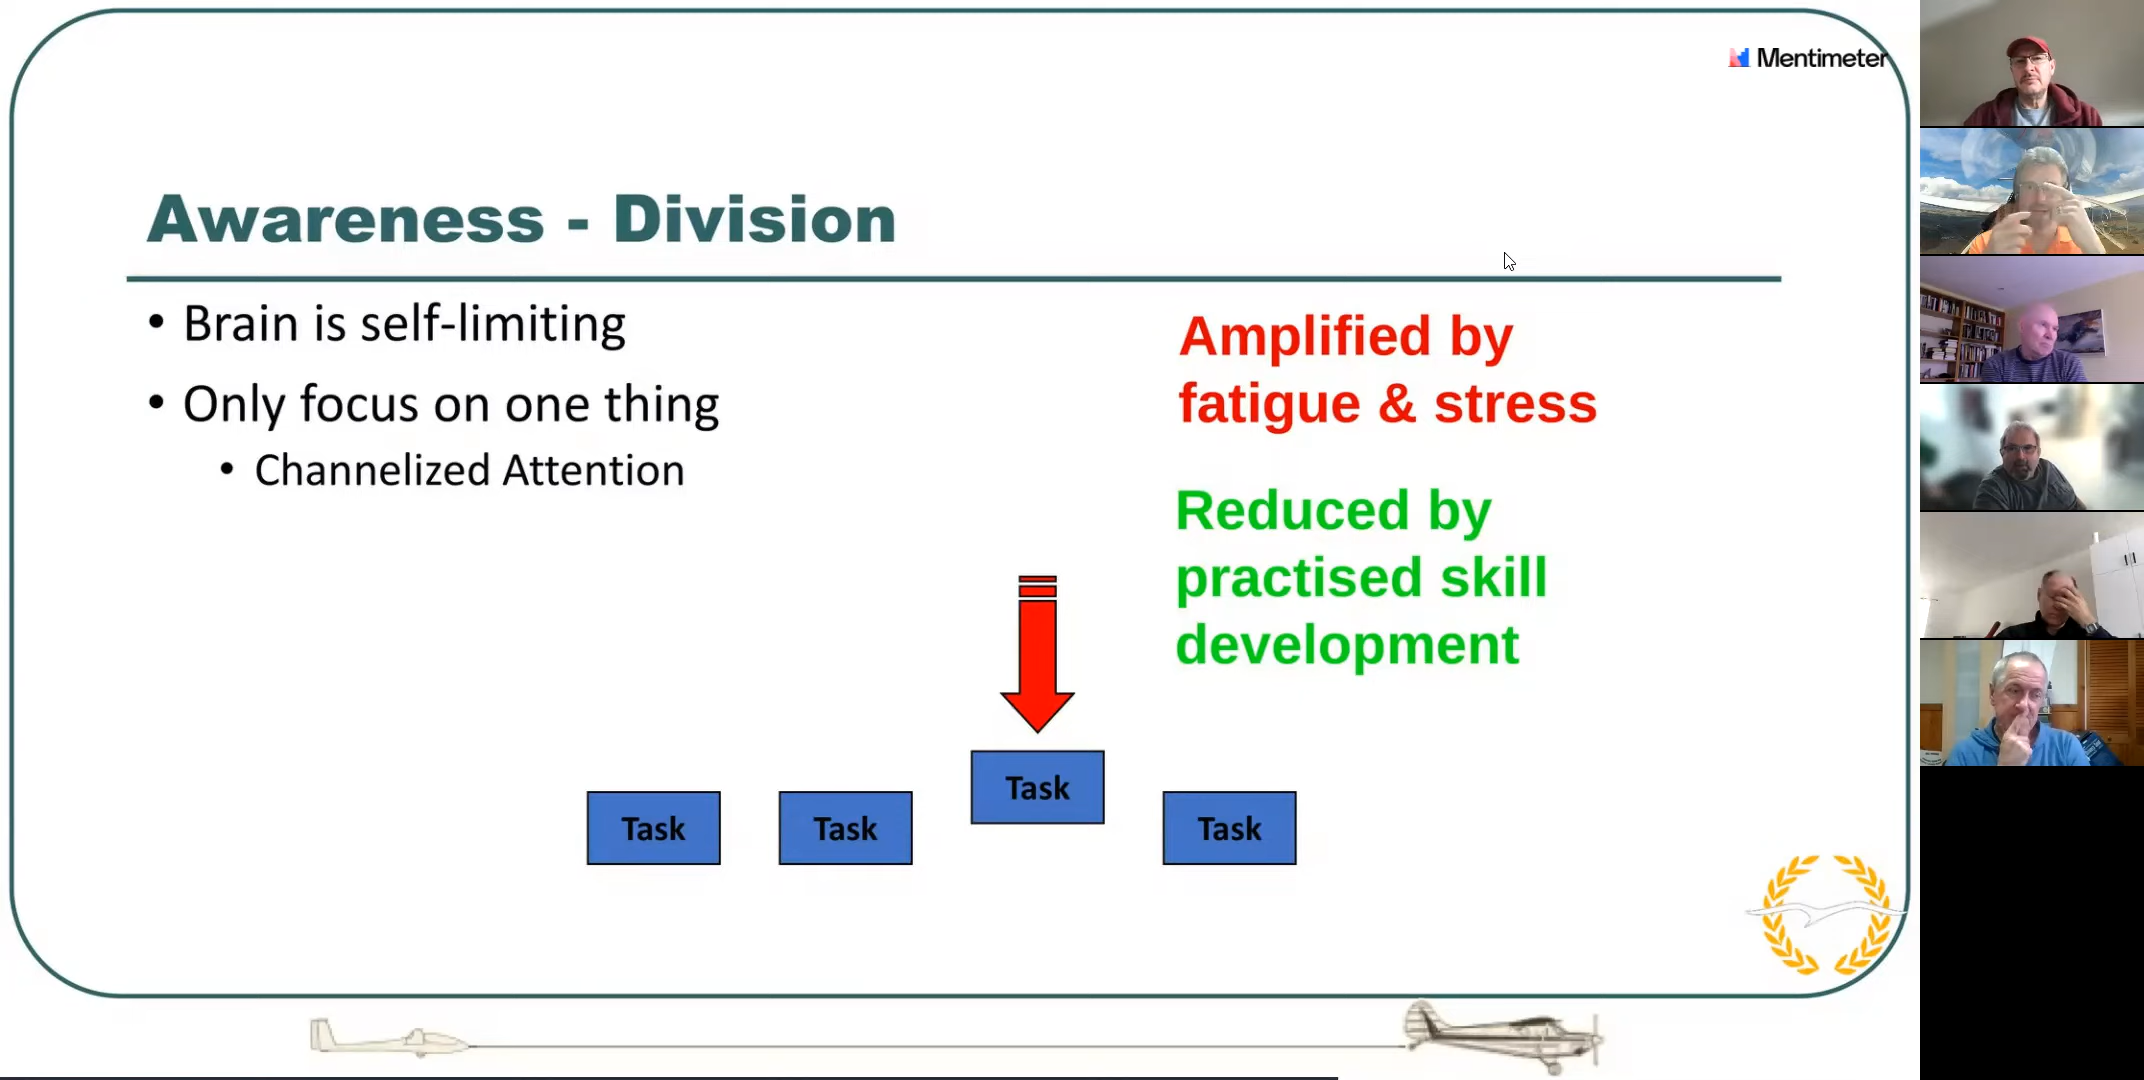 Mentimeter
Awareness - Division
• Brain is self-limiting
• Only focus on one thing
• Channelized Attention
Amplified by
fatigue & stress
Reduced by
practised skill
development
Task
Task
Task
Task